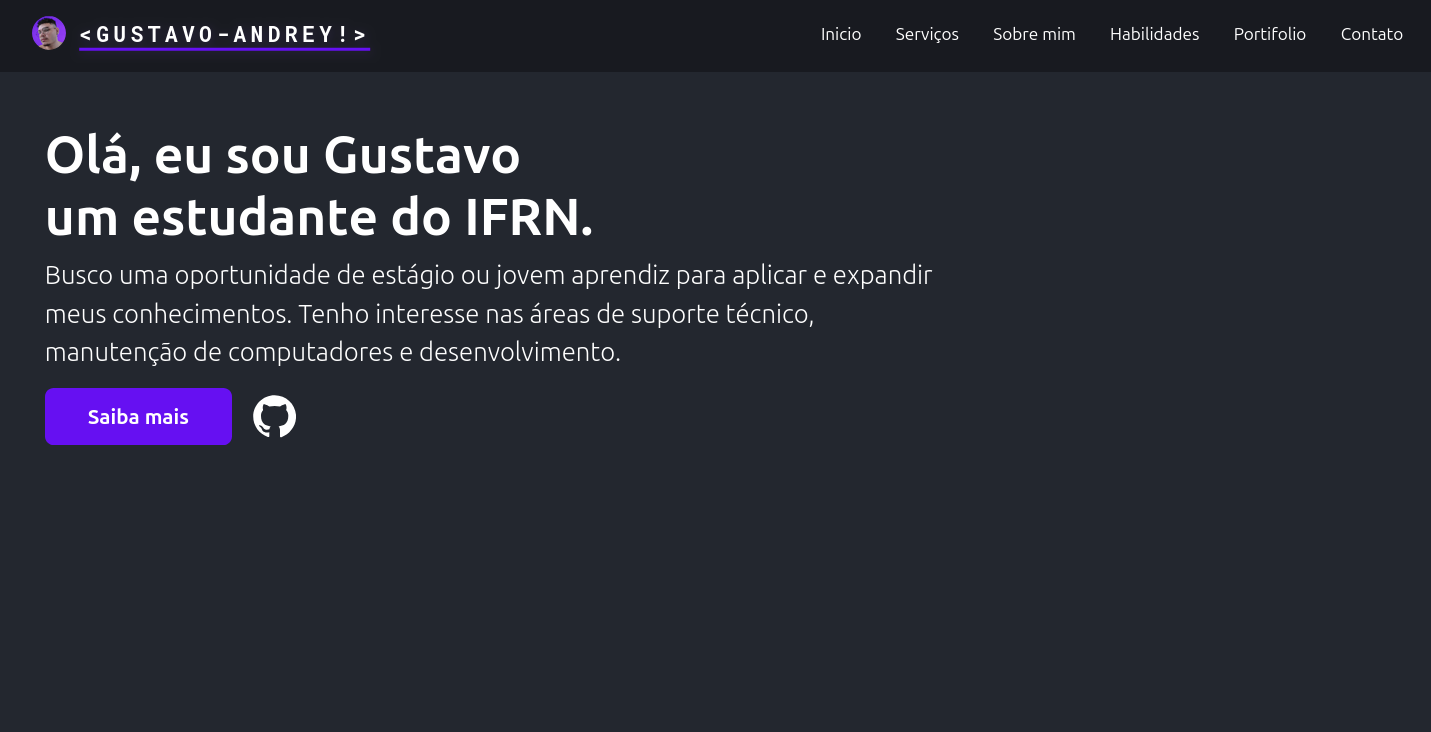 <GUSTAVO-ANDREY!>
Inicio Serviços Sobre mim Habilidades Portifolio Contato
Olá, eu sou Gustavo
um estudante do IFRN.
Busco uma oportunidade de estágio ou jovem aprendiz para aplicar e expandir
meus conhecimentos. Tenho interesse nas áreas de suporte técnico,
manutenção de computadores e desenvolvimento.
Saiba mais